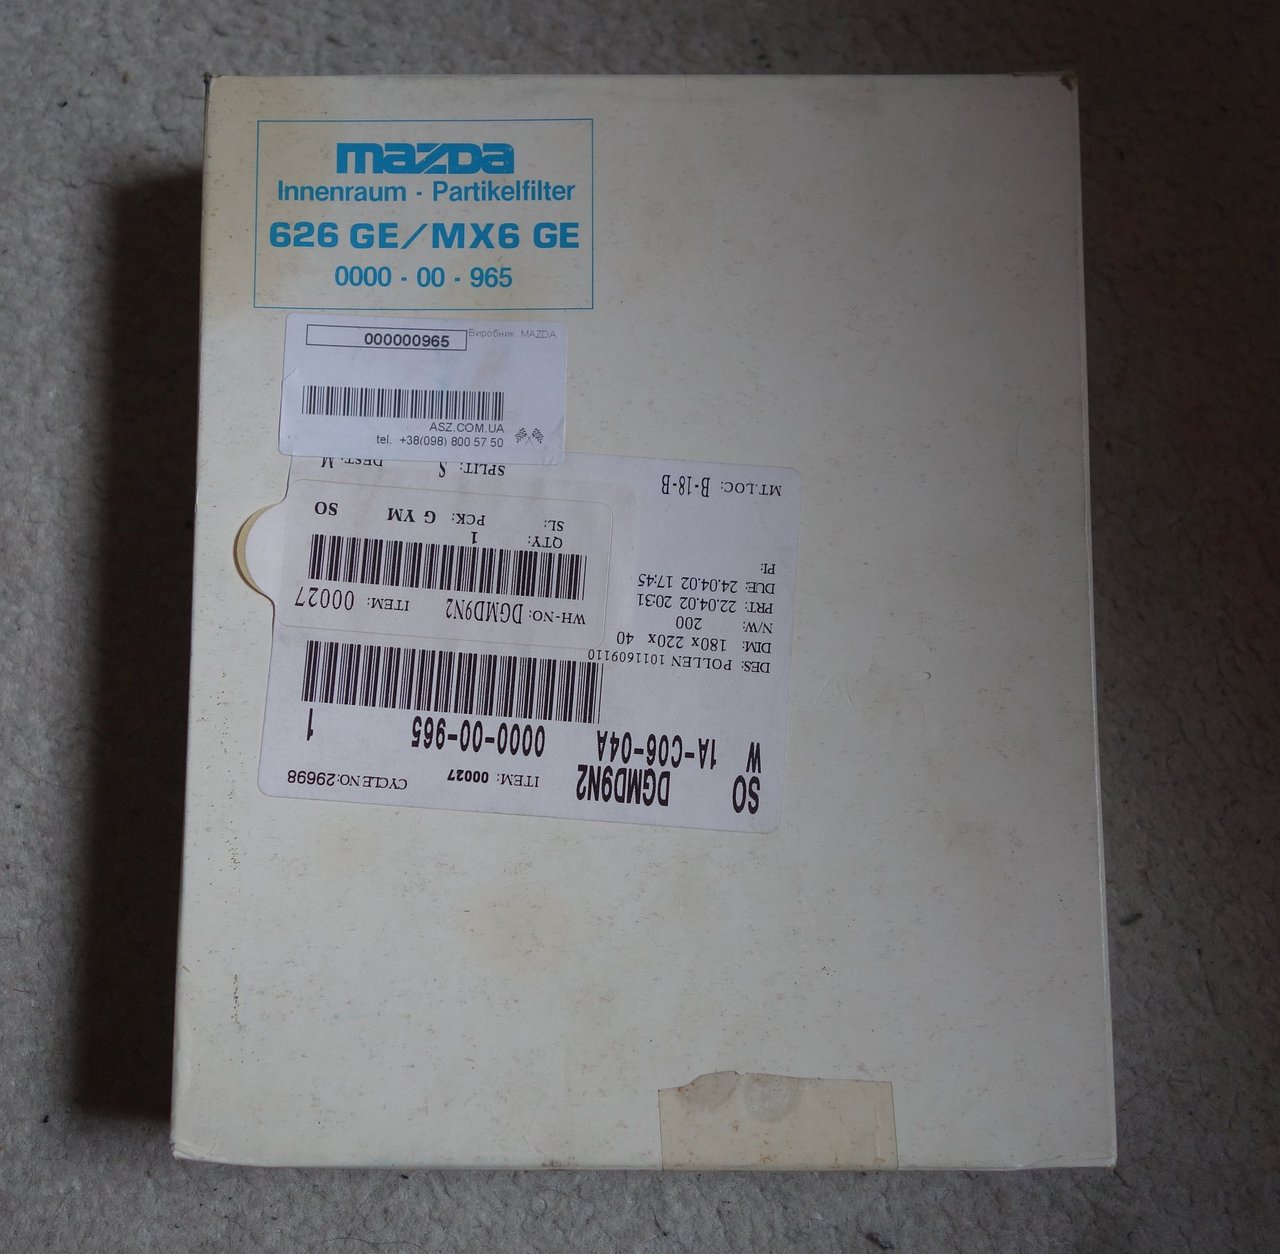 mazda
Innenraum - Partikelfilter
626 GE/MX6 GE
0000 - 00 - 965
000000965
Виробник: MAZDA
ASZ.COM.UA
tel. +38(098) 800 57 50
SO DGMD9N2 ITEM: 00027 CYCLENO:29698
W 1A-C06-04A 0000-00-965 1
DES: POLLEN 1011609110
DIM: 180x 220x 40
N/W: 200
PRT: 22.04.02 20:31
DUE: 24.04.02 17:45
PI:
MT.LOC: B-18-B SPLIT: S DEST: M
WH-NO: DGMD9N2 ITEM: 00027
QTY: 1
SL: PCK: G YM SO